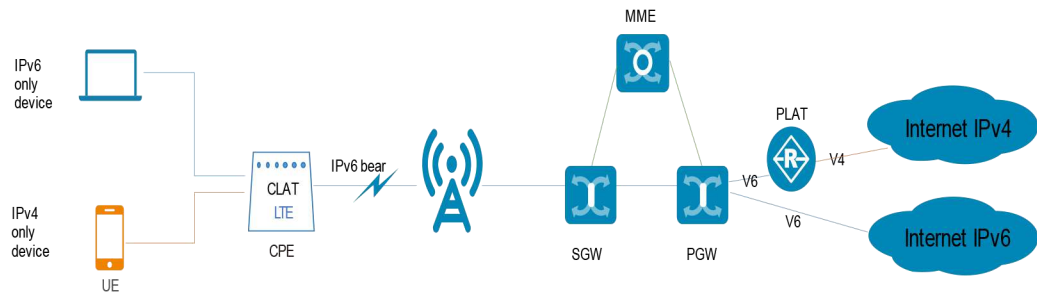 MME
IPv6
only
device
PLAT
Internet IPv4
R
V4
IPv6 bear
CLAT
LTE
V6
V6
IPv4
only
device
CPE
SGW
PGW
Internet IPv6
UE